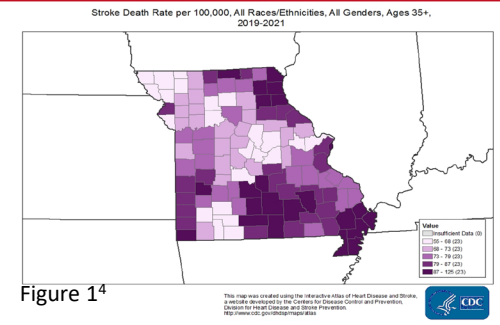 Stroke Death Rate per 100,000, All Races/Ethnicities, All Genders, Ages 35+,
2019-2021
Value
Insufficient Data (0)
55 - 68 (23)
68 - 73 (23)
73 - 79 (23)
79 - 87 (23)
87 - 125 (23)
Figure 1⁴
This map was created using the Interactive Atlas of Heart Disease and Stroke,
a website developed by the Centers for Disease Control and Prevention,
Division for Heart Disease and Stroke Prevention.
http://www.cdc.gov/dhdsp/maps/atlas
CDC